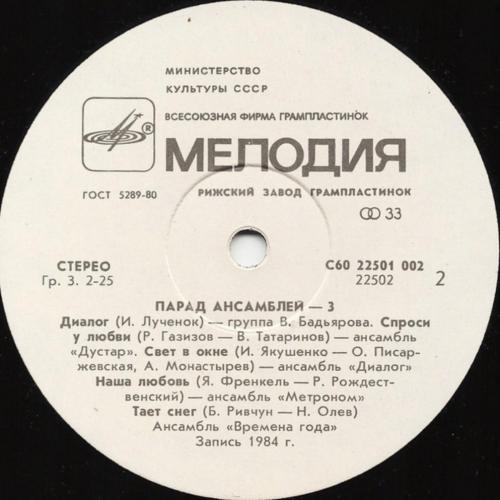 МИНИСТЕРСТВО
КУЛЬТУРЫ СССР
ВСЕСОЮЗНАЯ ФИРМА ГРАМПЛАСТИНОК
®
МЕЛОДИЯ
ГОСТ 5289-80
РИЖСКИЙ ЗАВОД ГРАМПЛАСТИНОК
33
СТЕРЕО
Гр. 3. 2-25
С60 22501 002
22502
2
ПАРАД АНСАМБЛЕЙ — 3
Диалог (И. Лученок) — группа В. Бадьярова. Спроси
у любви (Р. Газизов — В. Татаринов) — ансамбль
«Дустар». Свет в окне (И. Якушенко — О. Писар-
жевская, А. Монастырев) — ансамбль «Диалог»
Наша любовь (Я. Френкель — Р. Рождест-
венский) — ансамбль «Метроном»
Тает снег (Б. Ривчун — Н. Олев)
Ансамбль «Времена года»
Запись 1984 г.